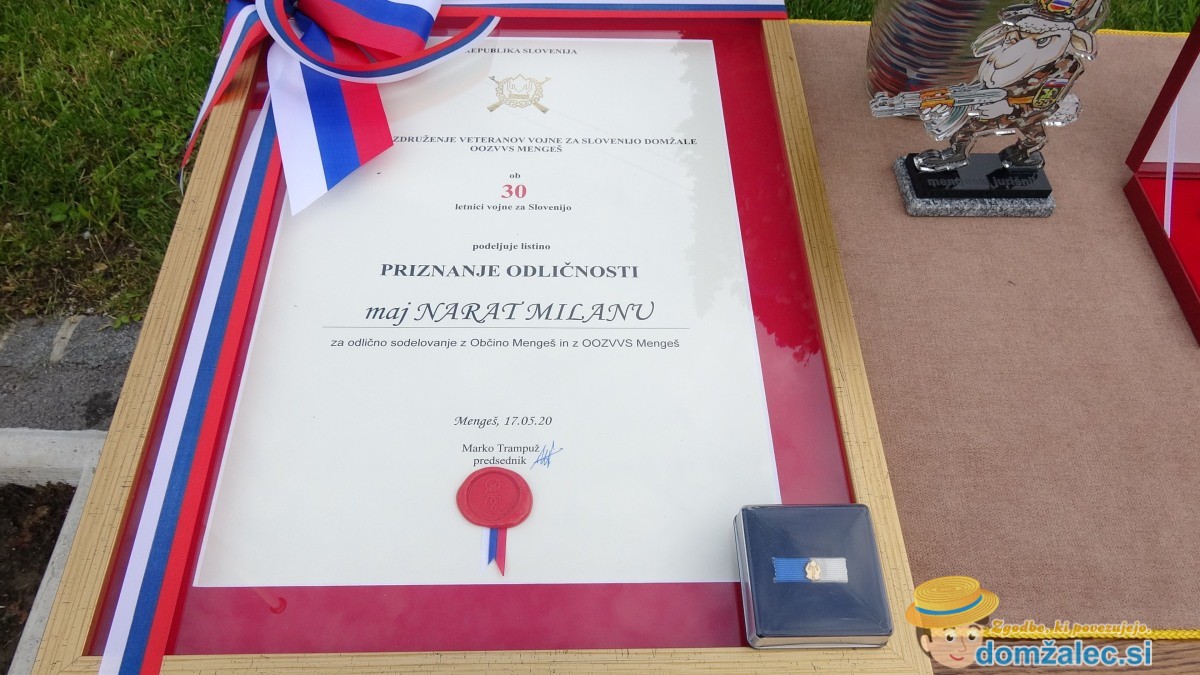 REPUBLIKA SLOVENIJA
ZDRUŽENJE VETERANOV VOJNE ZA SLOVENIJO DOMŽALE
OOZVVS MENGEŠ
ob
30
letnici vojne za Slovenijo
podeljuje listino
PRIZNANJE ODLIČNOSTI
maj NARAT MILANU
za odlično sodelovanje z Občino Mengeš in z OOZVVS Mengeš
Mengeš, 17.05.20
Marko Trampuž
predsednik
Zgodbe, ki povezujejo.
domžalec.si